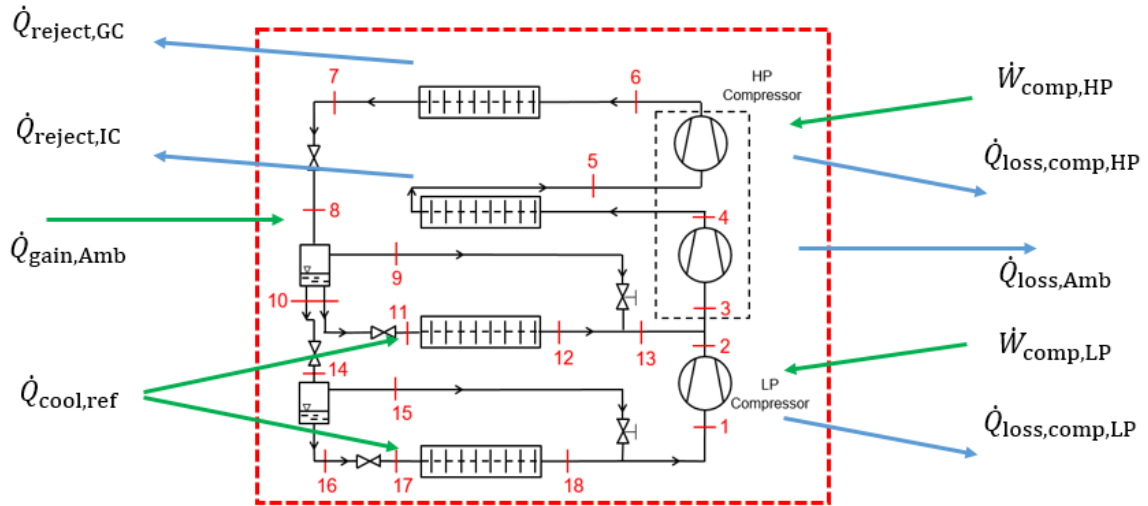 Q̇reject,GC
7
6
HP
Compressor
Ẇcomp,HP
Q̇reject,IC
5
Q̇loss,comp,HP
8
4
Q̇gain,Amb
9
Q̇loss,Amb
10
11
3
12
13
2
Ẇcomp,LP
14
Q̇cool,ref
15
LP
Compressor
1
Q̇loss,comp,LP
16
17
18